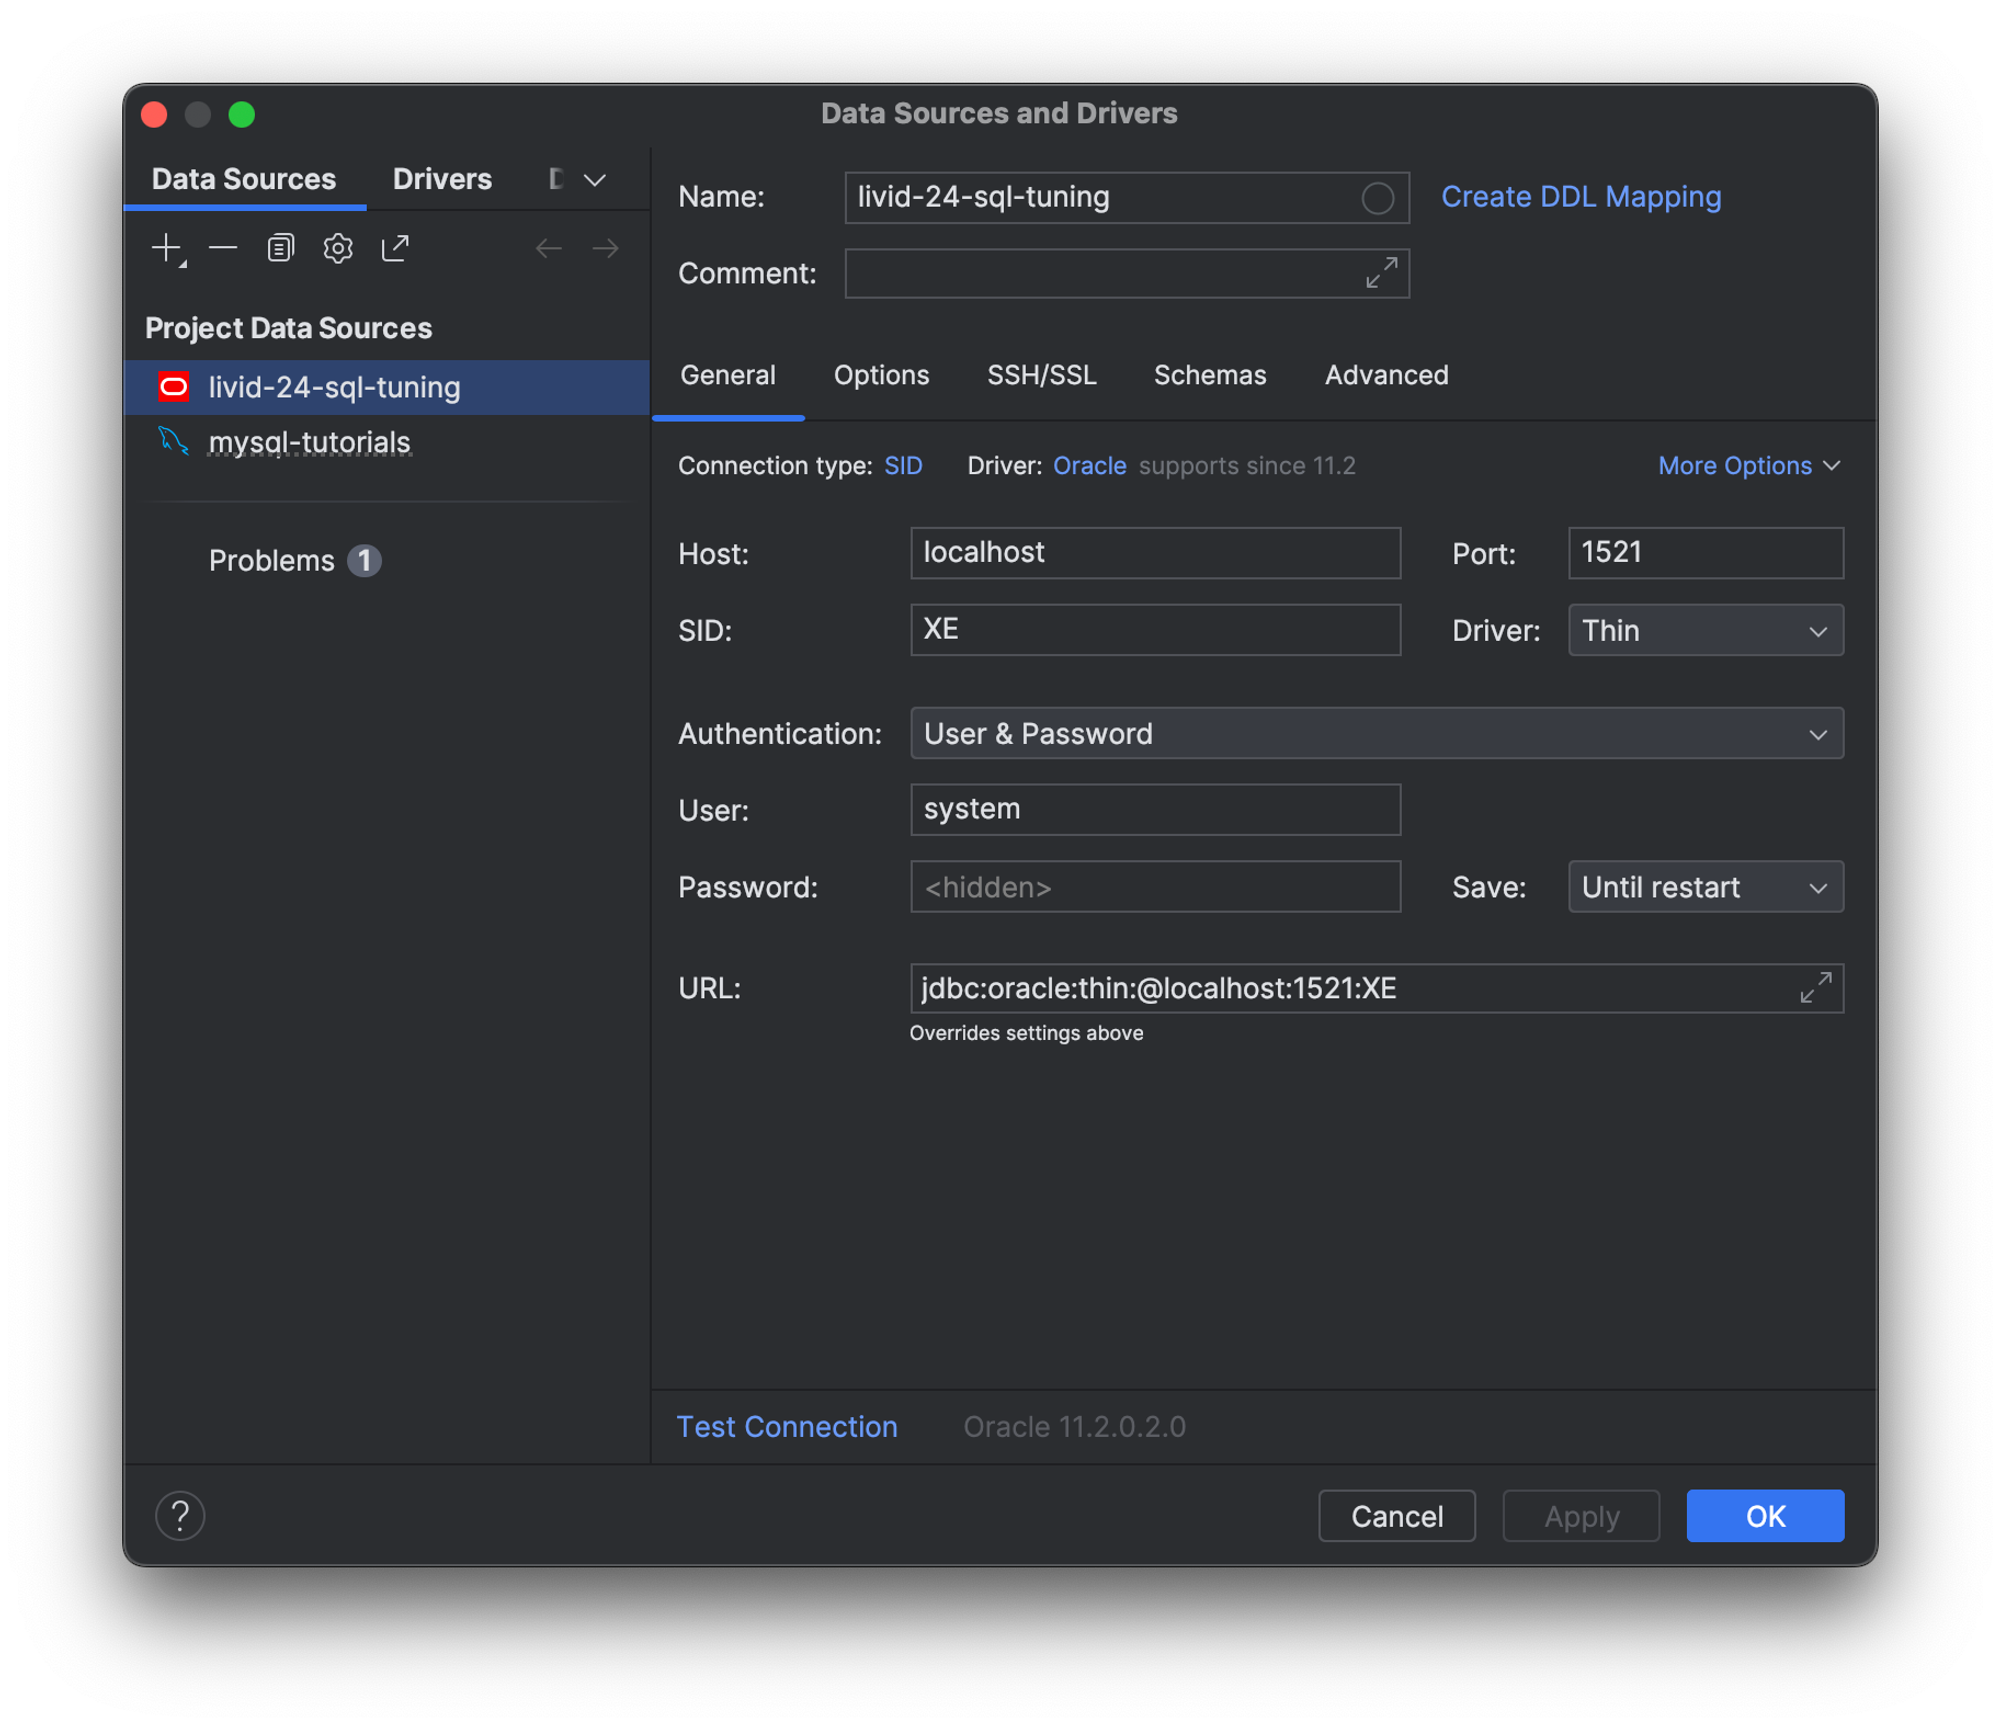 Data Sources and Drivers
Data Sources Drivers D
Project Data Sources
livid-24-sql-tuning
mysql-tutorials
Problems 1
Name: livid-24-sql-tuning Create DDL Mapping
Comment:
General Options SSH/SSL Schemas Advanced
Connection type: SID Driver: Oracle supports since 11.2 More Options
Host: localhost Port: 1521
SID: XE Driver: Thin
Authentication: User & Password
User: system
Password: <hidden> Save: Until restart
URL: jdbc:oracle:thin:@localhost:1521:XE
Overrides settings above
Test Connection Oracle 11.2.0.2.0
? Cancel Apply OK